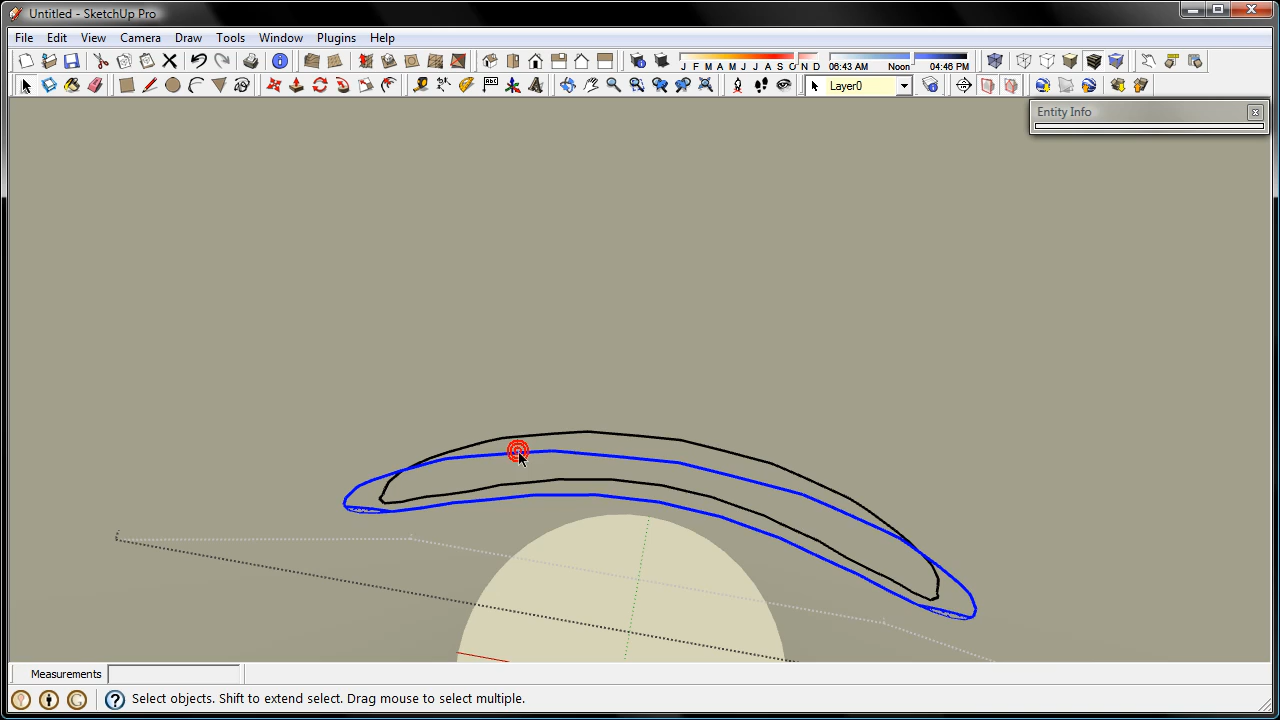 Untitled - SketchUp Pro
File Edit View Camera Draw Tools Window Plugins Help
J F M A M J J A S O N D 06:43 AM Noon 04:46 PM
Layer0
Entity Info
Measurements
Select objects. Shift to extend select. Drag mouse to select multiple.